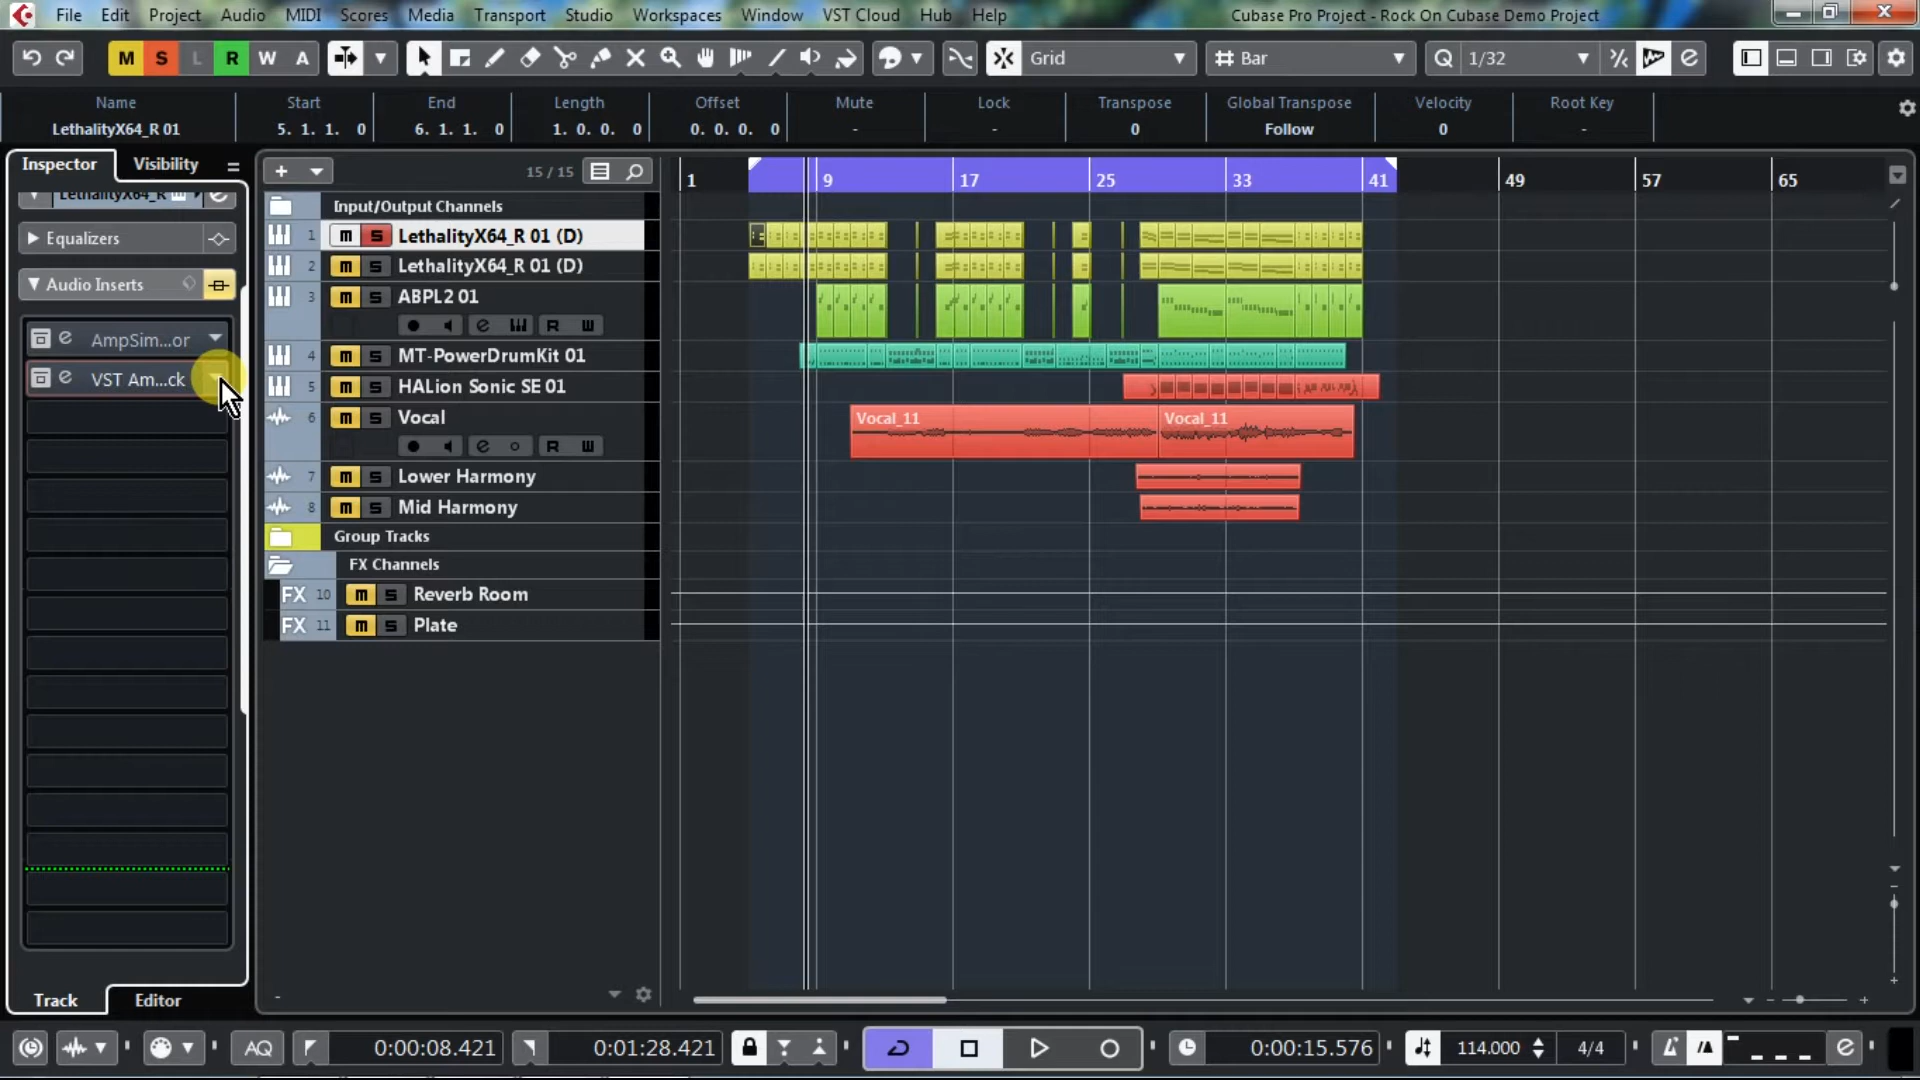 File Edit Project Audio MIDI Scores Media Transport Studio Workspaces Window VST Cloud Hub Help Cubase Pro Project - Rock On Cubase Demo Project
M S L R W A Grid Bar Q 1/32
Name Start End Length Offset Mute Lock Transpose Global Transpose Velocity Root Key
LethalityX64_R 01 5. 1. 1. 0 6. 1. 1. 0 1. 0. 0. 0 0. 0. 0. 0 - - 0 Follow 0 -
Inspector Visibility 15 / 15
1 9 17 25 33 41 49 57 65
LethalityX64_R
Equalizers
Audio Inserts
AmpSim...or
VST Am...ck
Input/Output Channels
1 m S LethalityX64_R 01 (D)
2 m S LethalityX64_R 01 (D)
3 m S ABPL2 01
R W
4 m S MT-PowerDrumKit 01
5 m S HALion Sonic SE 01
6 m S Vocal
R W
Vocal_11 Vocal_11
7 m S Lower Harmony
8 m S Mid Harmony
Group Tracks
FX Channels
FX 10 m S Reverb Room
FX 11 m S Plate
Track Editor
AQ 0:00:08.421 0:01:28.421 0:00:15.576 114.000 4/4